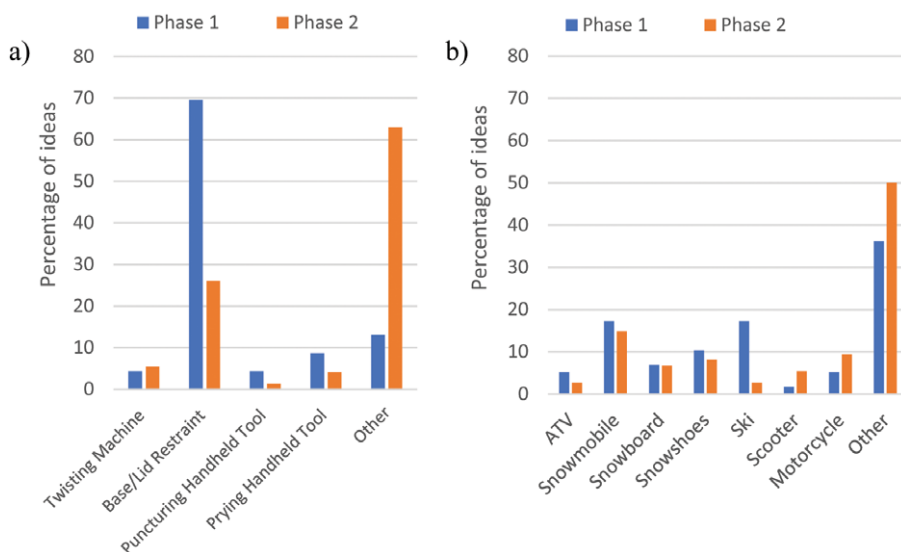 Phase 1 Phase 2
a)
80
70
60
50
40
30
20
10
0
Percentage of ideas
Twisting Machine
Base/Lid Restraint
Puncturing Handheld Tool
Prying Handheld Tool
Other
Phase 1 Phase 2
b)
80
70
60
50
40
30
20
10
0
Percentage of ideas
ATV
Snowmobile
Snowboard
Snowshoes
Ski
Scooter
Motorcycle
Other